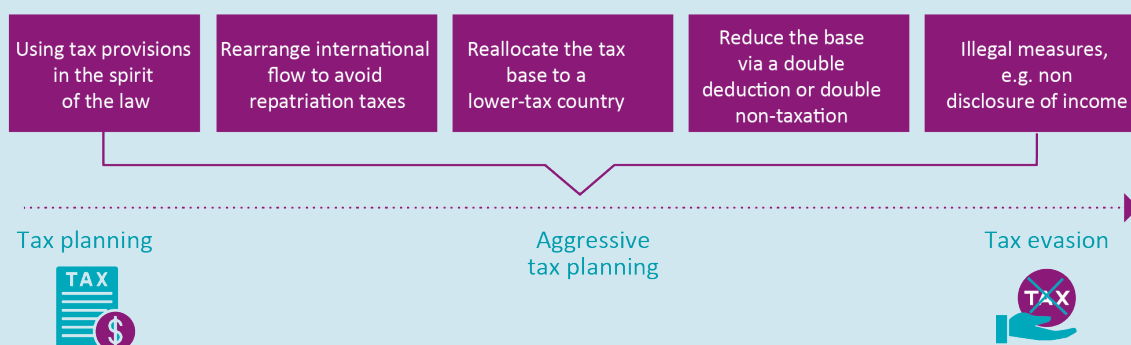 Using tax provisions
in the spirit
of the law
Rearrange international
flow to avoid
repatriation taxes
Reallocate the tax
base to a
lower-tax country
Reduce the base
via a double
deduction or double
non-taxation
Illegal measures,
e.g. non
disclosure of income
Tax planning
Aggressive
tax planning
Tax evasion
TAX
$
TAX